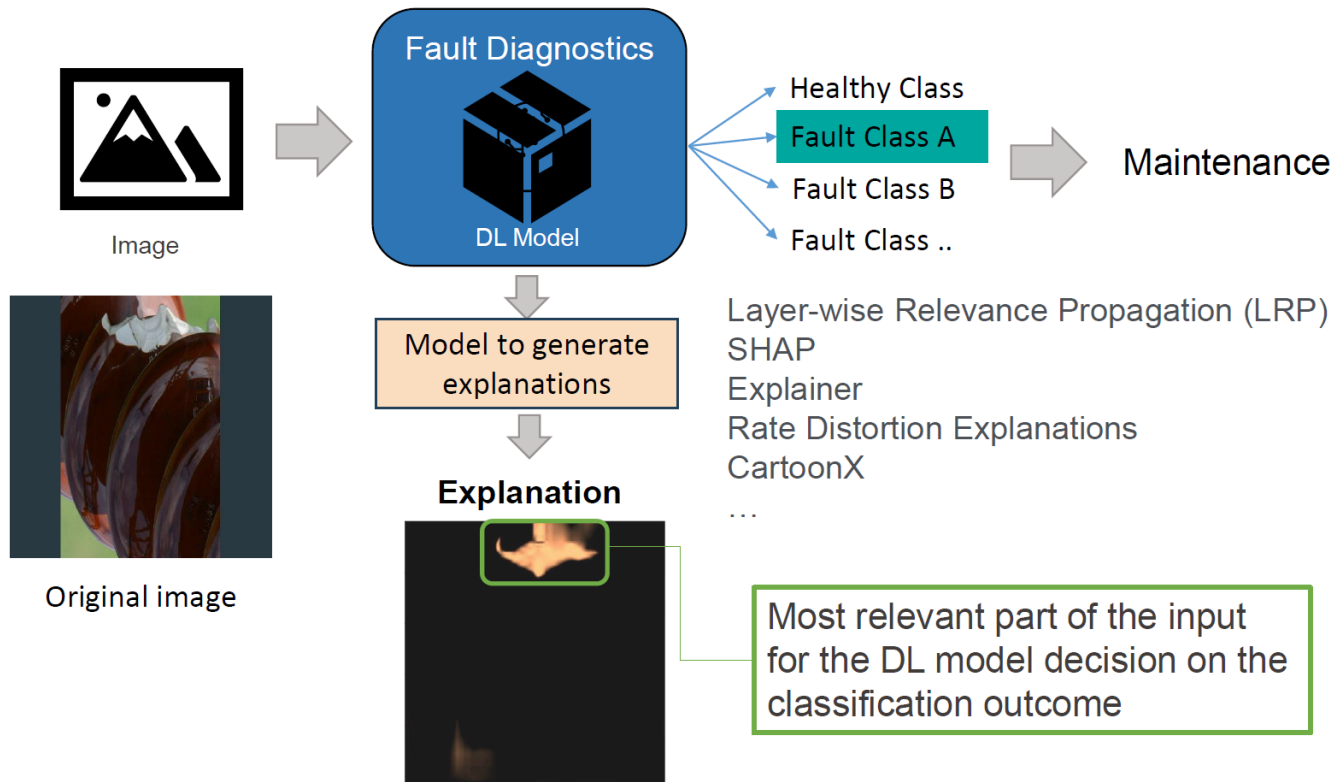 Fault Diagnostics
DL Model
Image
Healthy Class
Fault Class A
Fault Class B
Fault Class ..
Maintenance
Original image
Model to generate
explanations
Explanation
Layer-wise Relevance Propagation (LRP)
SHAP
Explainer
Rate Distortion Explanations
CartoonX
…
Most relevant part of the input
for the DL model decision on the
classification outcome